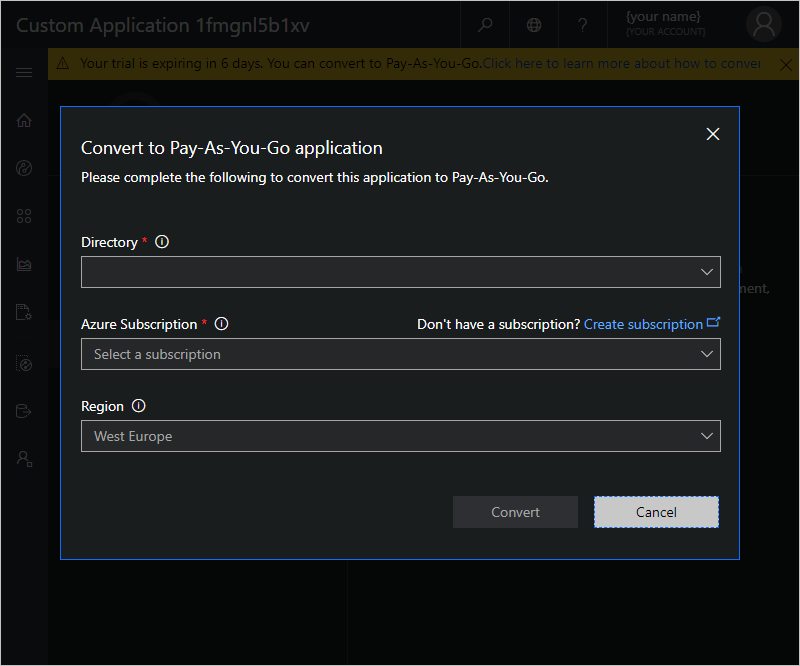 Custom Application 1fmgnl5b1xv
?
{your name}
{YOUR ACCOUNT}
Your trial is expiring in 6 days. You can convert to Pay-As-You-Go.Click here to learn more about how to conver
Convert to Pay-As-You-Go application
Please complete the following to convert this application to Pay-As-You-Go.
Directory *
Azure Subscription * Don't have a subscription? Create subscription
Select a subscription
Region
West Europe
Convert Cancel
ment,